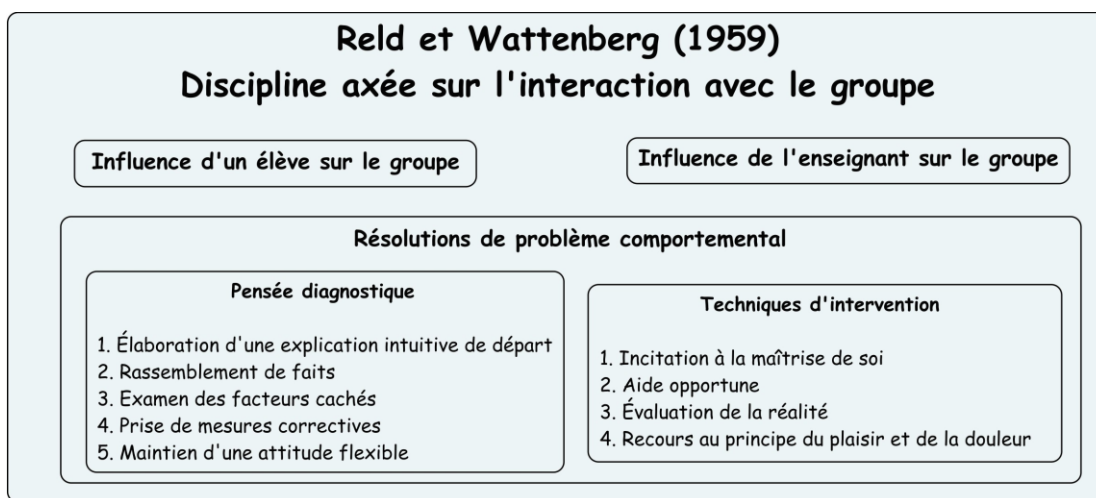 Reld et Wattenberg (1959)
Discipline axée sur l'interaction avec le groupe
Influence d'un élève sur le groupe
Influence de l'enseignant sur le groupe
Résolutions de problème comportemental
Pensée diagnostique
1. Élaboration d'une explication intuitive de départ
2. Rassemblement de faits
3. Examen des facteurs cachés
4. Prise de mesures correctives
5. Maintien d'une attitude flexible
Techniques d'intervention
1. Incitation à la maîtrise de soi
2. Aide opportune
3. Évaluation de la réalité
4. Recours au principe du plaisir et de la douleur